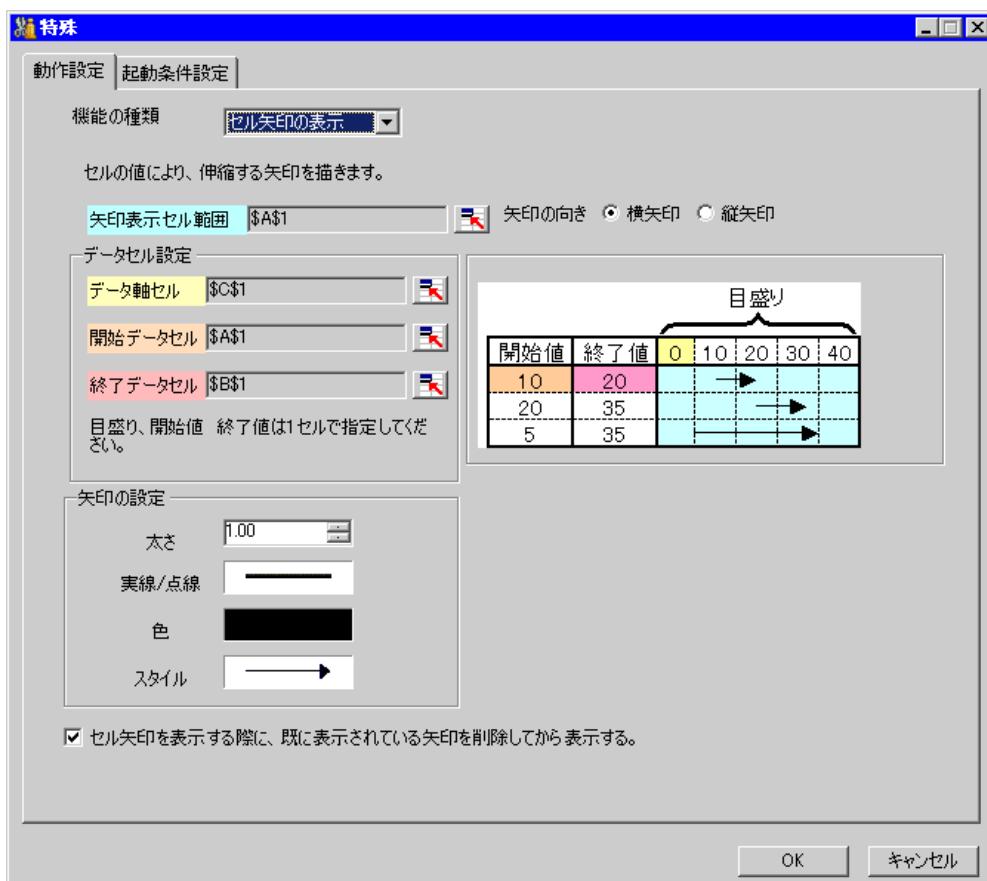 特殊
動作設定 起動条件設定
機能の種類 セル矢印の表示
セルの値により、伸縮する矢印を描きます。
矢印表示セル範囲 $A$1 矢印の向き 横矢印 縦矢印
データセル設定
データ軸セル $C$1
開始データセル $A$1
終了データセル $B$1
目盛り、開始値 終了値は1セルで指定してくだ
さい。
目盛り
開始値 終了値 0 10 20 30 40
10 20
20 35
5 35
矢印の設定
太さ 1.00
実線/点線
色
スタイル
セル矢印を表示する際に、既に表示されている矢印を削除してから表示する。
OK キャンセル